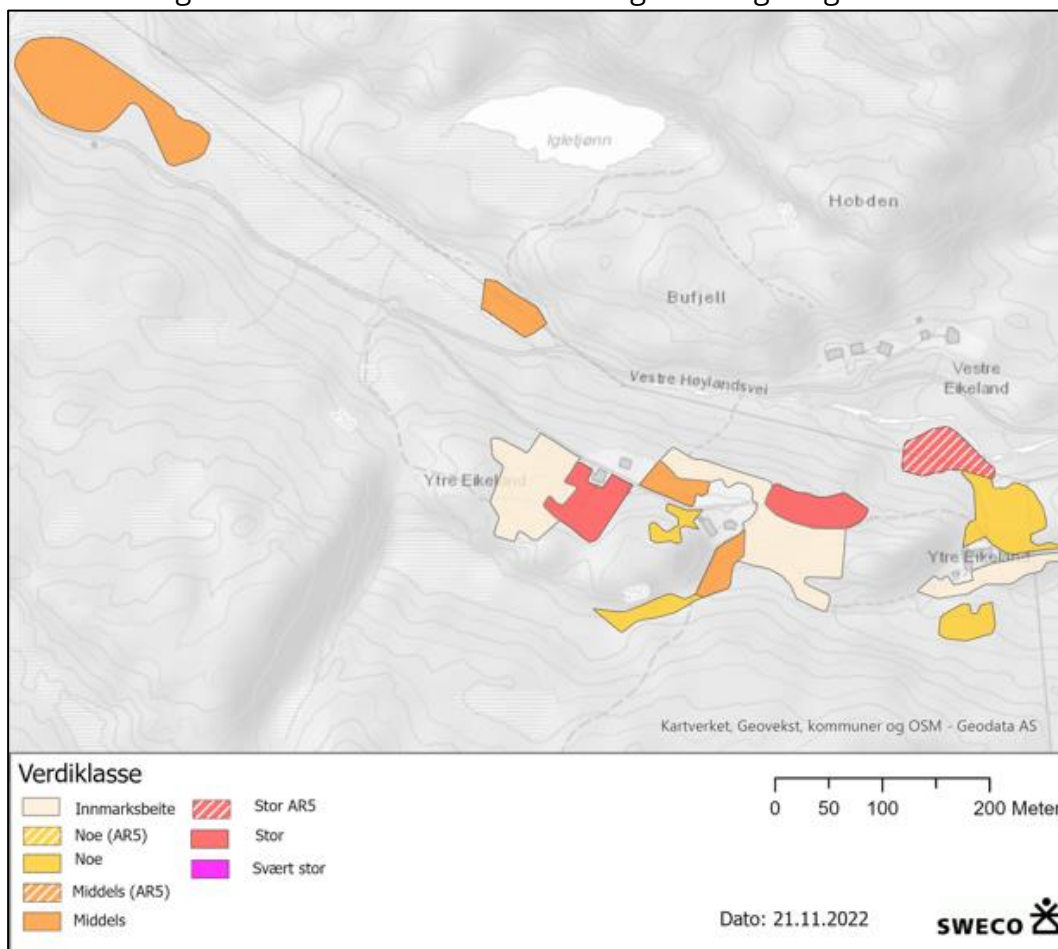 Igletjønn
Hobden
Bufjell
Vestre Høylandsvei
Vestre
Eikeland
Ytre Eikeland
Ytre Eikeland
Kartverket, Geovekst, kommuner og OSM - Geodata AS
Verdiklasse
Innmarksbeite
Noe (AR5)
Noe
Middels (AR5)
Middels
Stor AR5
Stor
Svært stor
0 50 100 200 Meter
Dato: 21.11.2022
SWECO